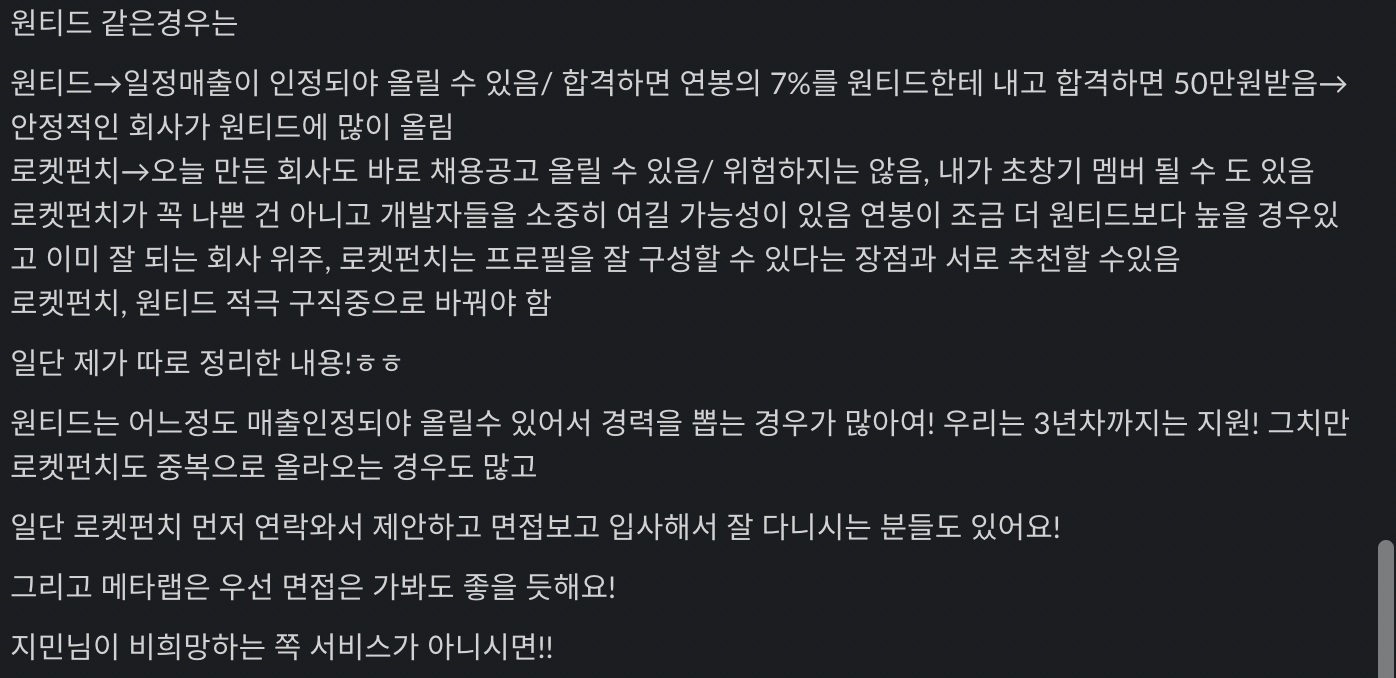 원티드 같은경우는
원티드→일정매출이 인정되야 올릴 수 있음/ 합격하면 연봉의 7%를 원티드한테 내고 합격하면 50만원받음→
안정적인 회사가 원티드에 많이 올림
로켓펀치→오늘 만든 회사도 바로 채용공고 올릴 수 있음/ 위험하지는 않음, 내가 초창기 멤버 될 수 도 있음
로켓펀치가 꼭 나쁜 건 아니고 개발자들을 소중히 여길 가능성이 있음 연봉이 조금 더 원티드보다 높을 경우있
고 이미 잘 되는 회사 위주, 로켓펀치는 프로필을 잘 구성할 수 있다는 장점과 서로 추천할 수있음
로켓펀치, 원티드 적극 구직중으로 바꿔야 함
일단 제가 따로 정리한 내용!ㅎㅎ
원티드는 어느정도 매출인정되야 올릴수 있어서 경력을 뽑는 경우가 많아여! 우리는 3년차까지는 지원! 그치만
로켓펀치도 중복으로 올라오는 경우도 많고
일단 로켓펀치 먼저 연락와서 제안하고 면접보고 입사해서 잘 다니시는 분들도 있어요!
그리고 메타랩은 우선 면접은 가봐도 좋을 듯해요!
지민님이 비희망하는 쪽 서비스가 아니시면!!